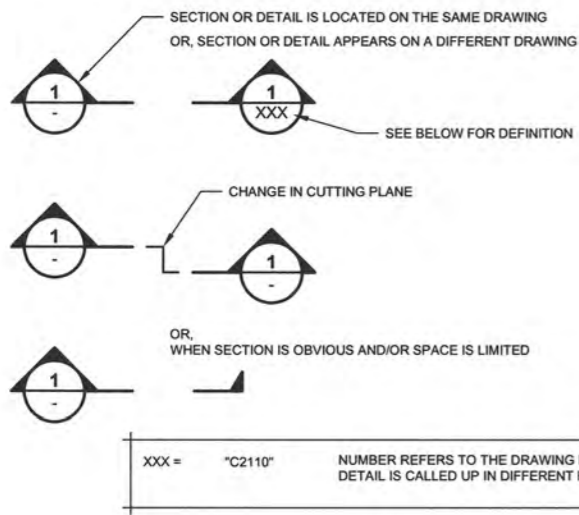 SECTION OR DETAIL IS LOCATED ON THE SAME DRAWING
OR, SECTION OR DETAIL APPEARS ON A DIFFERENT DRAWING
1
-
1
XXX
SEE BELOW FOR DEFINITION
CHANGE IN CUTTING PLANE
1
-
1
-
OR,
WHEN SECTION IS OBVIOUS AND/OR SPACE IS LIMITED
1
-
XXX = "C2110" NUMBER REFERS TO THE DRAWING
DETAIL IS CALLED UP IN DIFFERENT